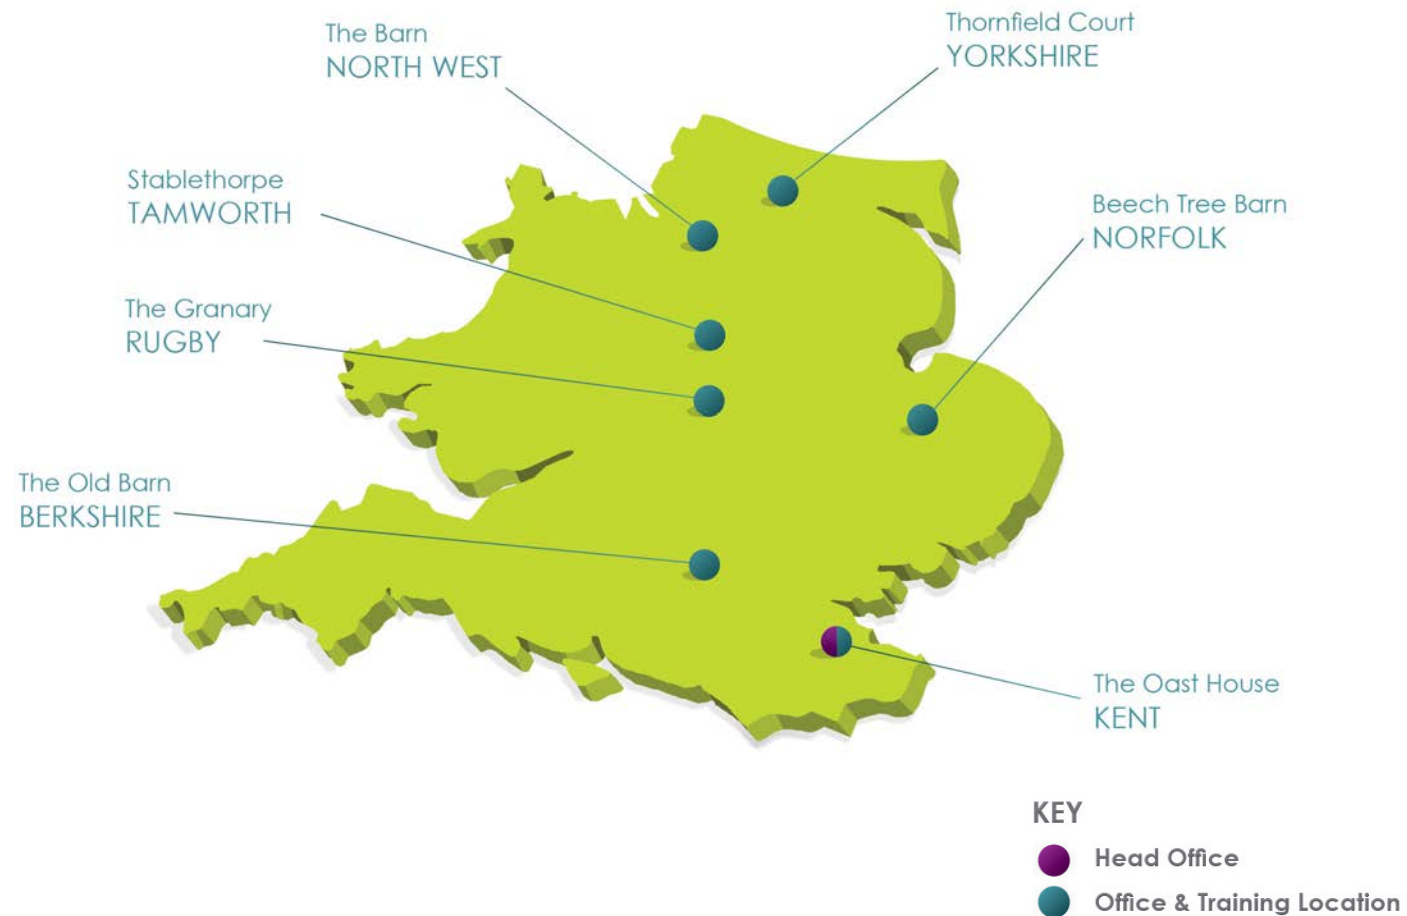 The Barn
NORTH WEST
Thornfield Court
YORKSHIRE
Stablethorpe
TAMWORTH
Beech Tree Barn
NORFOLK
The Granary
RUGBY
The Old Barn
BERKSHIRE
The Oast House
KENT
KEY
Head Office
Office & Training Location